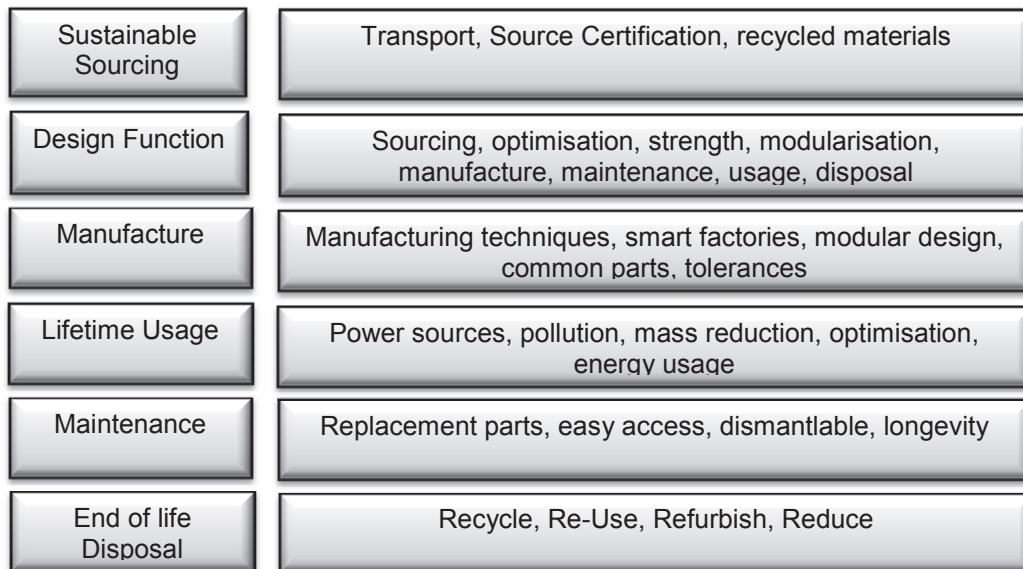 Sustainable
Sourcing
Transport, Source Certification, recycled materials
Design Function
Sourcing, optimisation, strength, modularisation,
manufacture, maintenance, usage, disposal
Manufacture
Manufacturing techniques, smart factories, modular design,
common parts, tolerances
Lifetime Usage
Power sources, pollution, mass reduction, optimisation,
energy usage
Maintenance
Replacement parts, easy access, dismantlable, longevity
End of life
Disposal
Recycle, Re-Use, Refurbish, Reduce